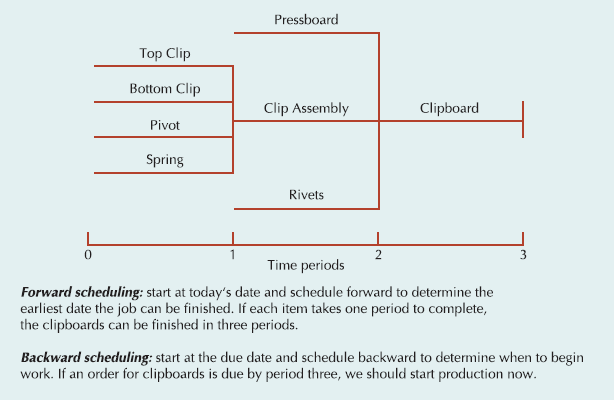 Pressboard
Top Clip
Bottom Clip
Clip Assembly
Clipboard
Pivot
Spring
Rivets
0 1 2 3
Time periods
Forward scheduling: start at today's date and schedule forward to determine the
earliest date the job can be finished. If each item takes one period to complete,
the clipboards can be finished in three periods.
Backward scheduling: start at the due date and schedule backward to determine when to begin
work. If an order for clipboards is due by period three, we should start production now.